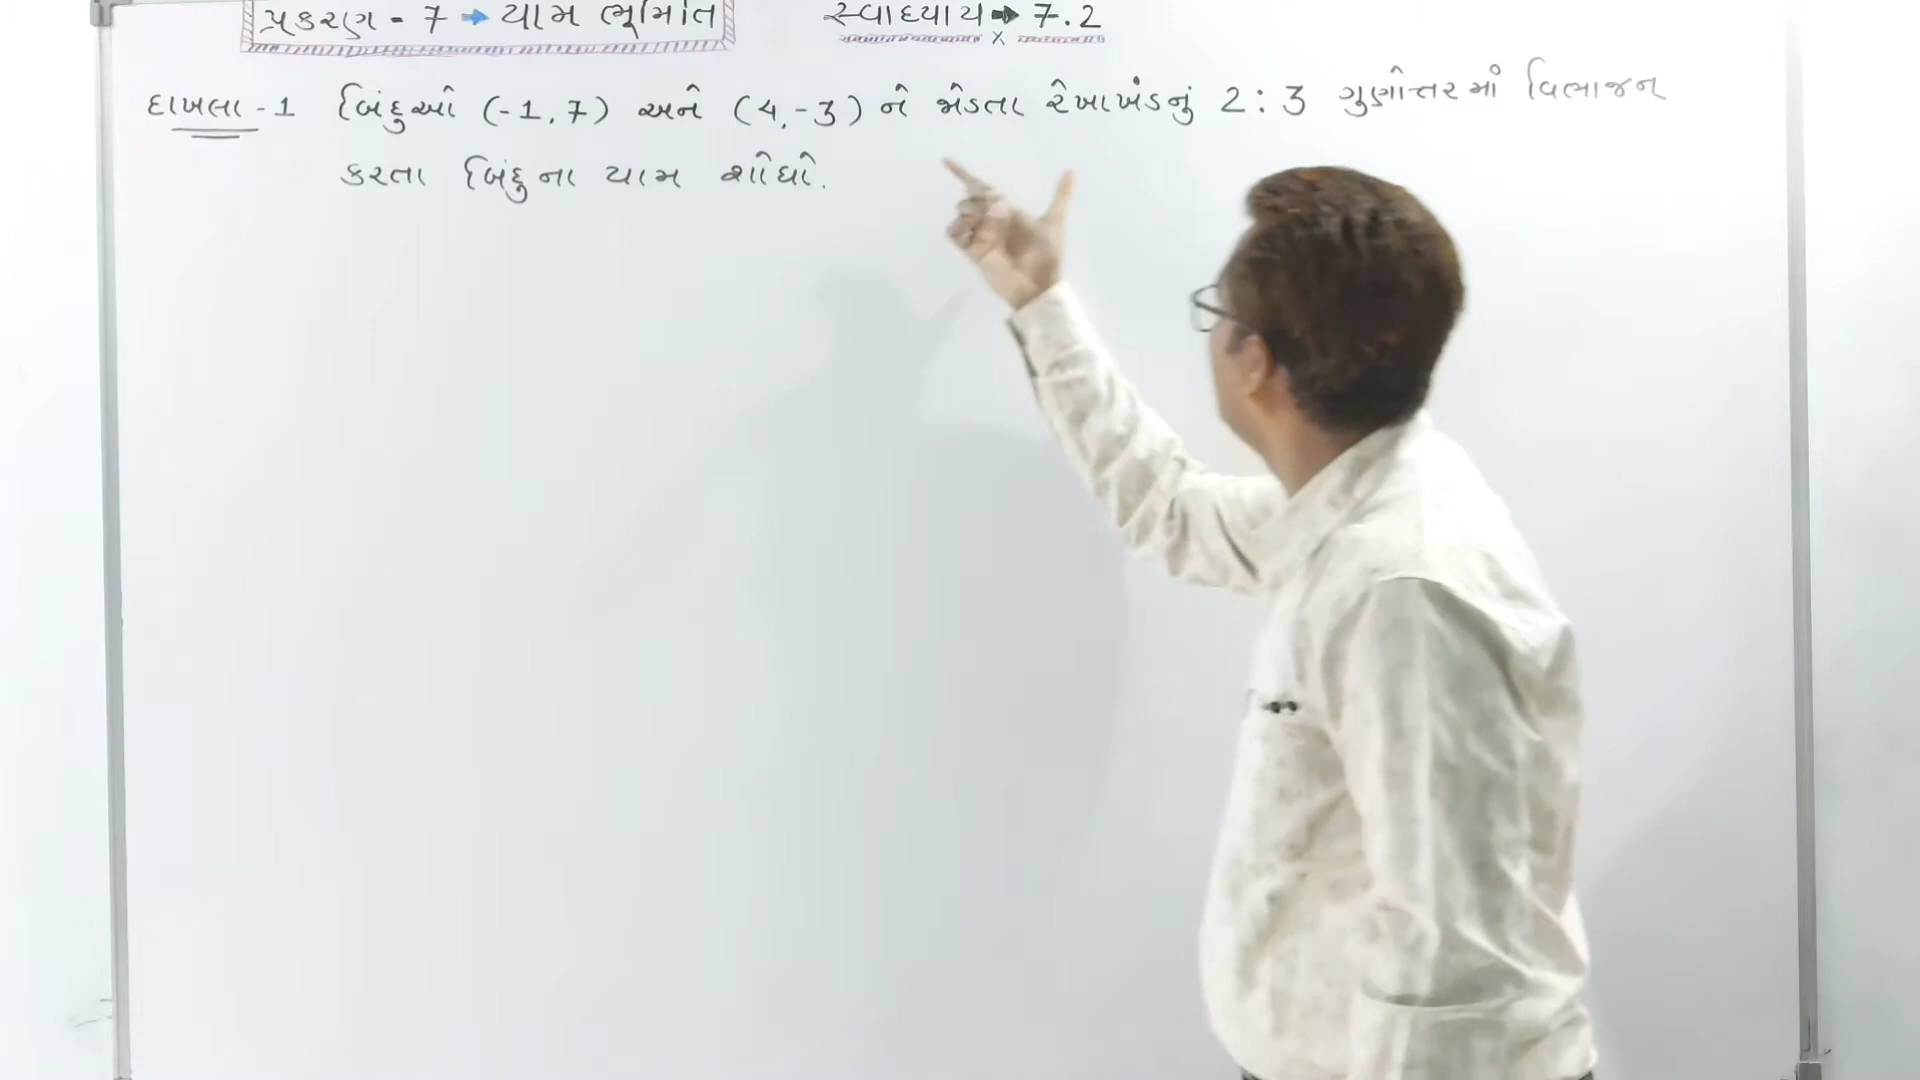 પ્રકરણ - 7 → યામ ભૂમિતિ
સ્વાધ્યાય → 7.2
દાખલા - 1 બિંદુઓ (-1, 7) અને (4, -3) ને જોડતા રેખાખંડનું 2 : 3 ગુણોત્તરમાં વિભાજન
કરતા બિંદુના યામ શોધો.